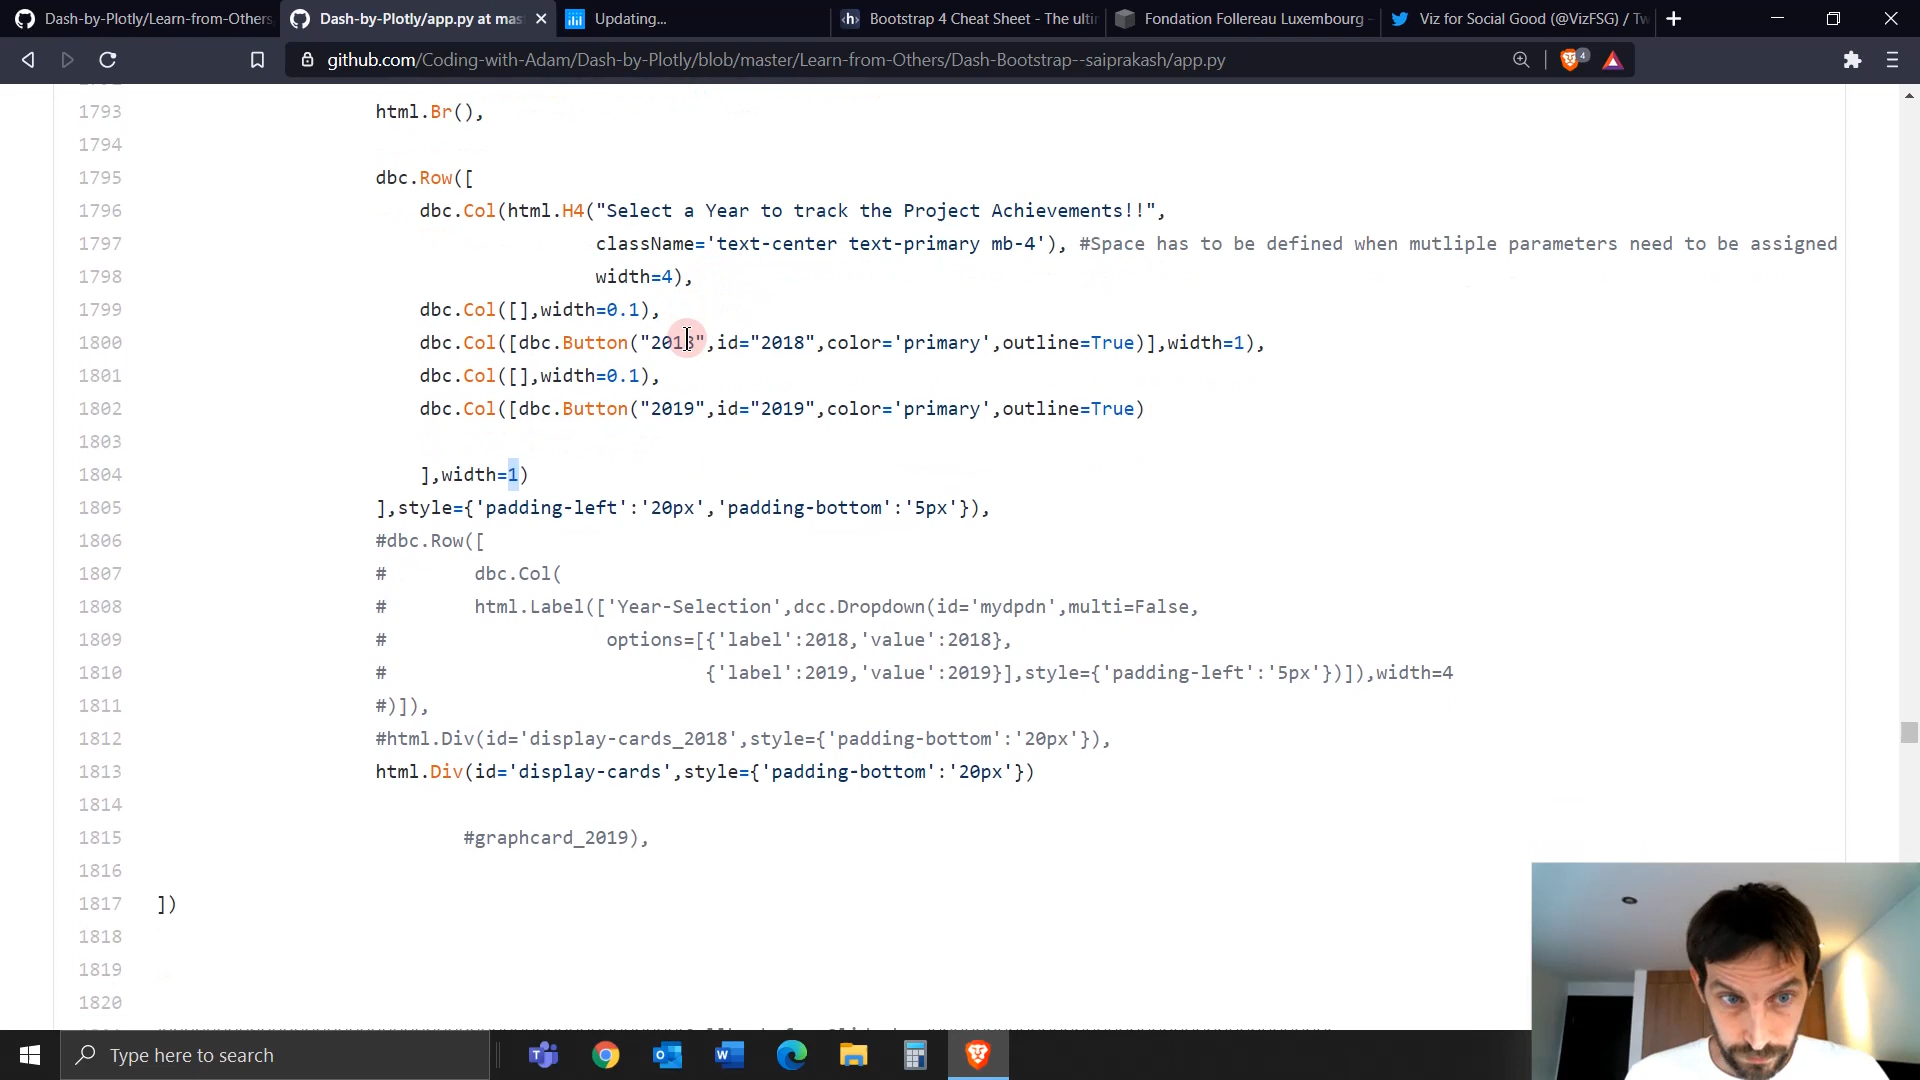 Dash-by-Plotly/Learn-from-Others
Dash-by-Plotly/app.py at mas
Updating...
Bootstrap 4 Cheat Sheet - The ulti
Fondation Follereau Luxembourg -
Viz for Social Good (@VizFSG) / Tw
github.com/Coding-with-Adam/Dash-by-Plotly/blob/master/Learn-from-Others/Dash-Bootstrap--saiprakash/app.py
4
1793 html.Br(),
1794
1795 dbc.Row([
1796 dbc.Col(html.H4("Select a Year to track the Project Achievements!!",
1797 className='text-center text-primary mb-4'), #Space has to be defined when mutliple parameters need to be assigned
1798 width=4),
1799 dbc.Col([],width=0.1),
1800 dbc.Col([dbc.Button("2018",id="2018",color='primary',outline=True)],width=1),
1801 dbc.Col([],width=0.1),
1802 dbc.Col([dbc.Button("2019",id="2019",color='primary',outline=True)
1803
1804 ],width=1)
1805 ],style={'padding-left':'20px','padding-bottom':'5px'}),
1806 #dbc.Row([
1807 # dbc.Col(
1808 # html.Label(['Year-Selection',dcc.Dropdown(id='mydpdn',multi=False,
1809 # options=[{'label':2018,'value':2018},
1810 # {'label':2019,'value':2019}],style={'padding-left':'5px'})]),width=4
1811 #)]),
1812 #html.Div(id='display-cards_2018',style={'padding-bottom':'20px'}),
1813 html.Div(id='display-cards',style={'padding-bottom':'20px'})
1814
1815 #graphcard_2019),
1816
1817 ])
1818
1819
1820
Type here to search